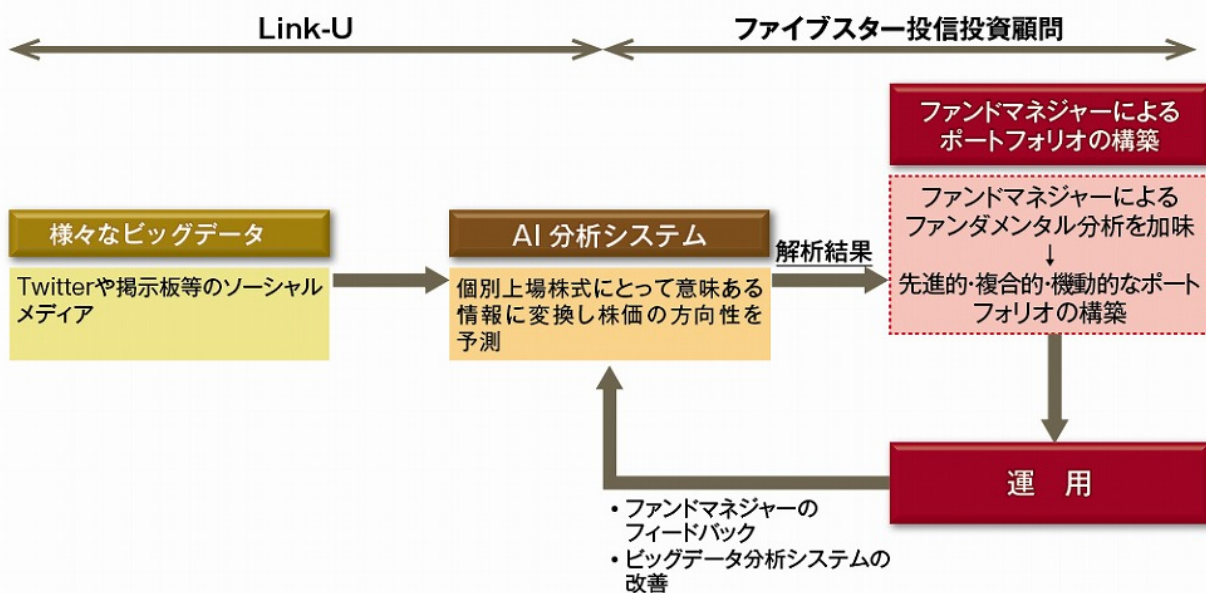 Link-U
ファイブスター投信投資顧問
様々なビッグデータ
Twitterや掲示板等のソーシャル
メディア
AI 分析システム
個別上場株式にとって意味ある
情報に変換し株価の方向性を
予測
解析結果
ファンドマネジャーによる
ポートフォリオの構築
ファンドマネジャーによる
ファンダメンタル分析を加味
↓
先進的・複合的・機動的なポート
フォリオの構築
運 用
・ファンドマネジャーの
フィードバック
・ビッグデータ分析システムの
改善